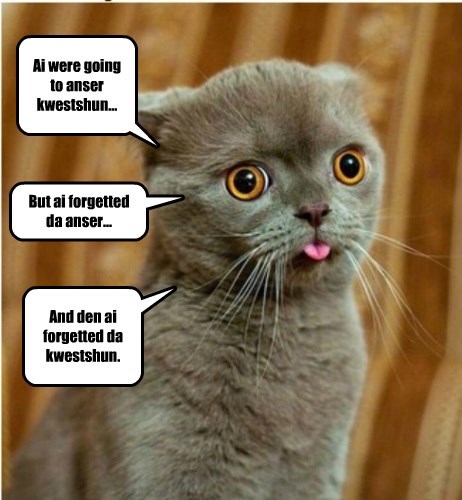 Ai were going
to anser
kwestshun...
But ai forgetted
da anser...
And den ai
forgetted da
kwestshun.